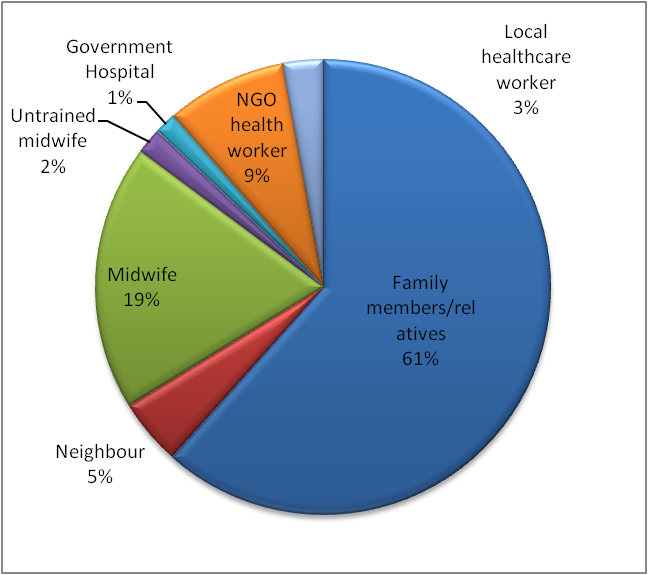 Local
healthcare
worker
3%
Government
Hospital
1%
NGO
health
worker
9%
Untrained
midwife
2%
Midwife
19%
Family
members/rel
atives
61%
Neighbour
5%